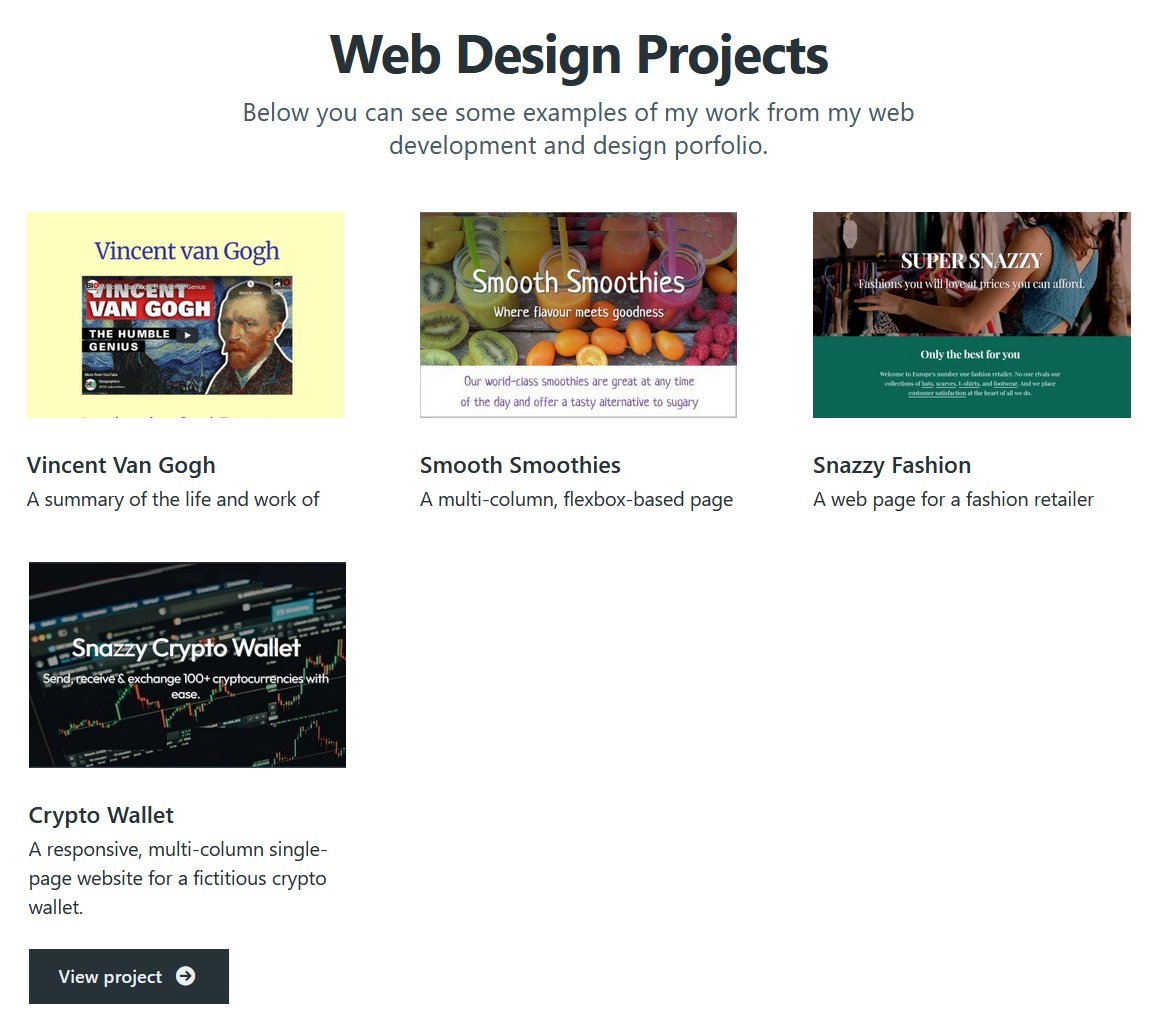 Web Design Projects
Below you can see some examples of my work from my web
development and design porfolio.
Vincent van Gogh
VINCENT
VAN GOGH
THE HUMBLE
GENIUS
Watch later
More from YouTube
Smooth Smoothies
Where flavour meets goodness
Our world-class smoothies are great at any time
of the day and offer a tasty alternative to sugary
SUPER SNAZZY
Fashions you will love at prices you can afford.
Only the best for you
Welcome to Europe's number one fashion retailer. No one rivals our
collections of hats, scarves, t-shirts, and footwear. And we place
customer satisfaction at the heart of all we do.
Vincent Van Gogh
A summary of the life and work of
Smooth Smoothies
A multi-column, flexbox-based page
Snazzy Fashion
A web page for a fashion retailer
Snazzy Crypto Wallet
Send, receive & exchange 100+ cryptocurrencies with
ease.
Crypto Wallet
A responsive, multi-column single-
page website for a fictitious crypto
wallet.
View project